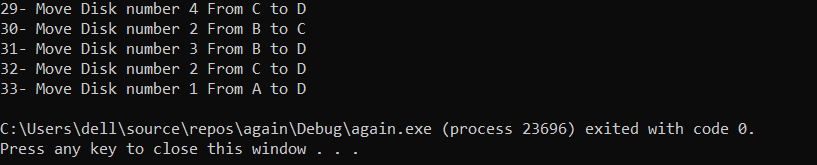 29- Move Disk number 4 From C to D
30- Move Disk number 2 From B to C
31- Move Disk number 3 From B to D
32- Move Disk number 2 From C to D
33- Move Disk number 1 From A to D
C:\Users\dell\source\repos\again\Debug\again.exe (process 23696) exited with code 0.
Press any key to close this window . . .